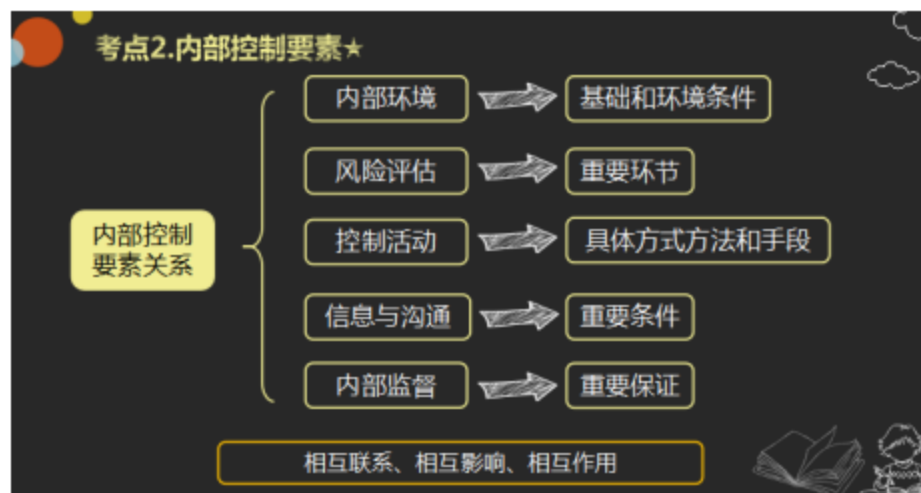 考点2.内部控制要素★
内部环境
基础和环境条件
风险评估
重要环节
内部控制
要素关系
控制活动
具体方式方法和手段
信息与沟通
重要条件
内部监督
重要保证
相互联系、相互影响、相互作用